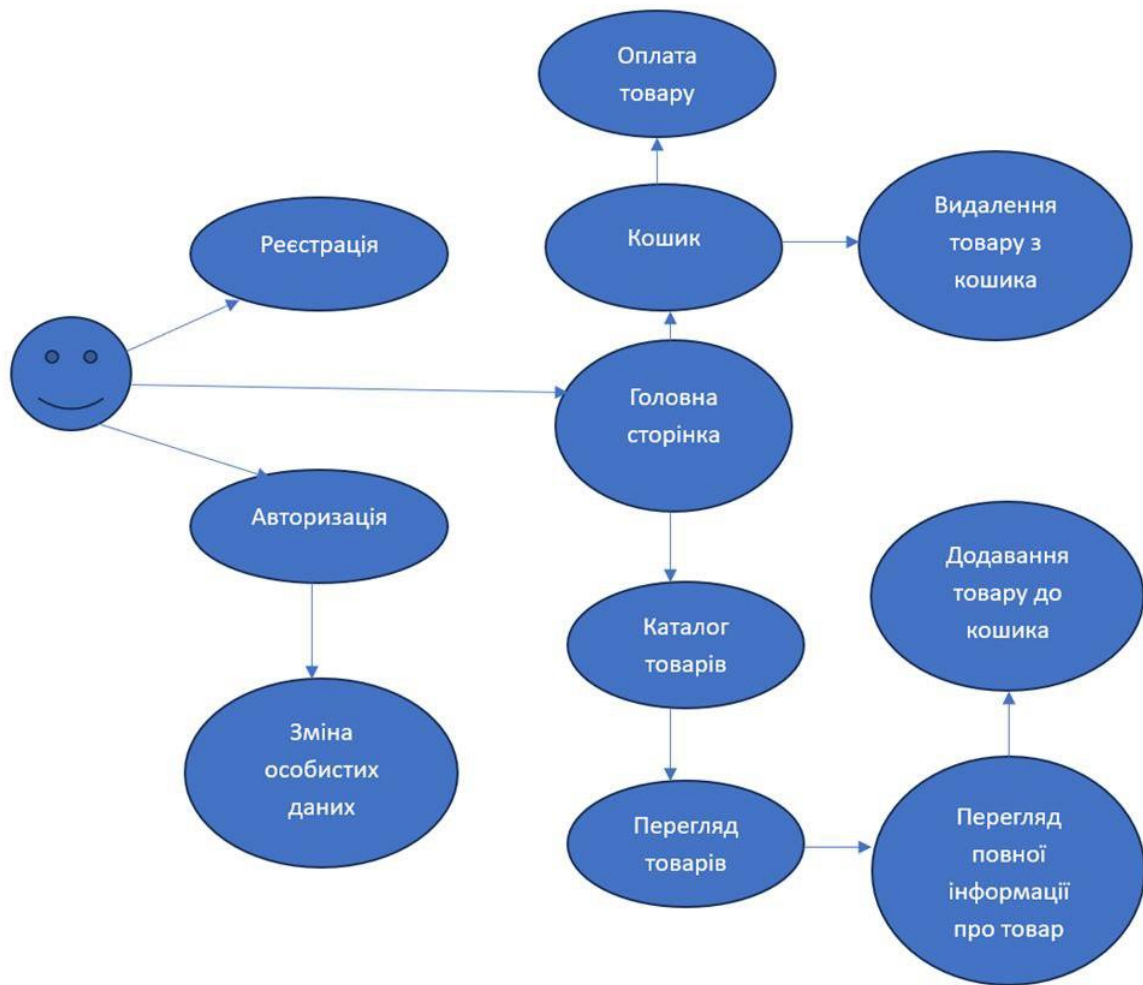 Оплата
товару
Реєстрація
Кошик
Видалення
товару з
кошика
Головна
сторінка
Авторизація
Додавання
товару до
кошика
Каталог
товарів
Зміна
особистих
даних
Перегляд
товарів
Перегляд
повної
інформації
про товар